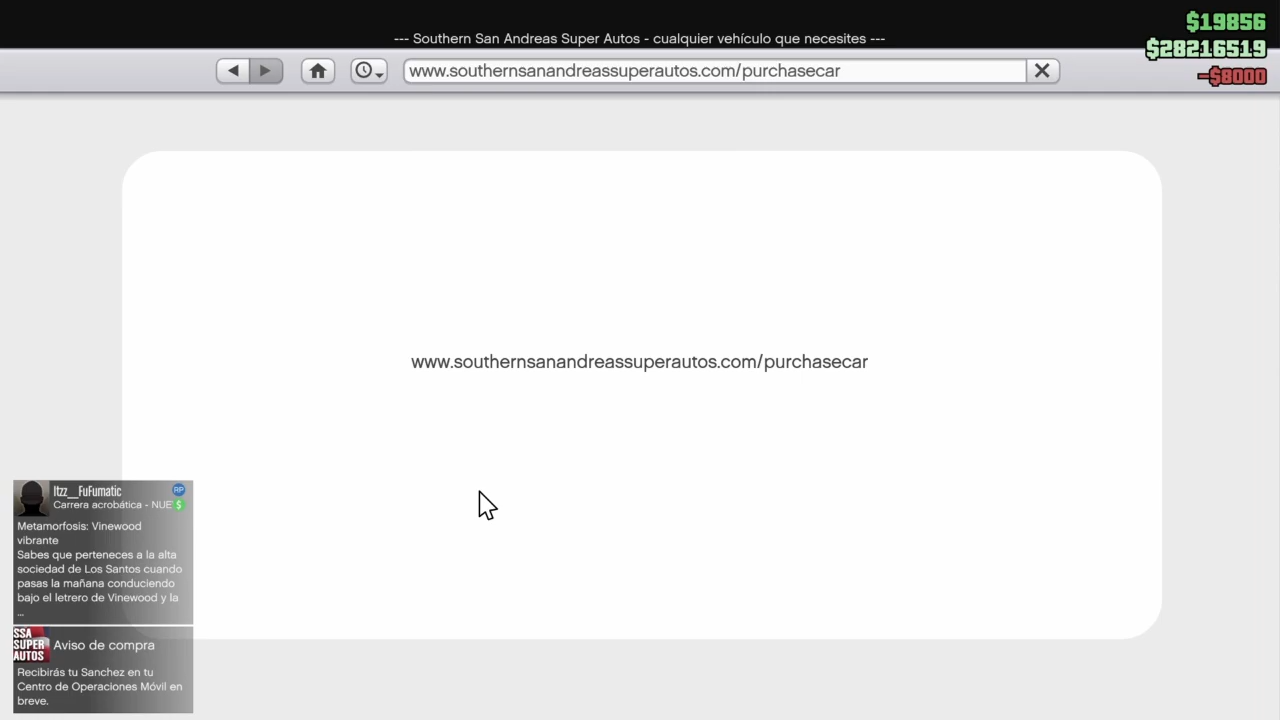 $19856
--- Southern San Andreas Super Autos - cualquier vehículo que necesites ---
$28216519
www.southernsanandreassuperautos.com/purchasecar
-$8000
www.southernsanandreassuperautos.com/purchasecar
Itzz__FuFumatic
RP
Carrera acrobática - NUE
$
Metamorfosis: Vinewood
vibrante
Sabes que perteneces a la alta
sociedad de Los Santos cuando
pasas la mañana conduciendo
bajo el letrero de Vinewood y la
...
SSA
SUPER
AUTOS
Aviso de compra
Recibirás tu Sanchez en tu
Centro de Operaciones Móvil en
breve.